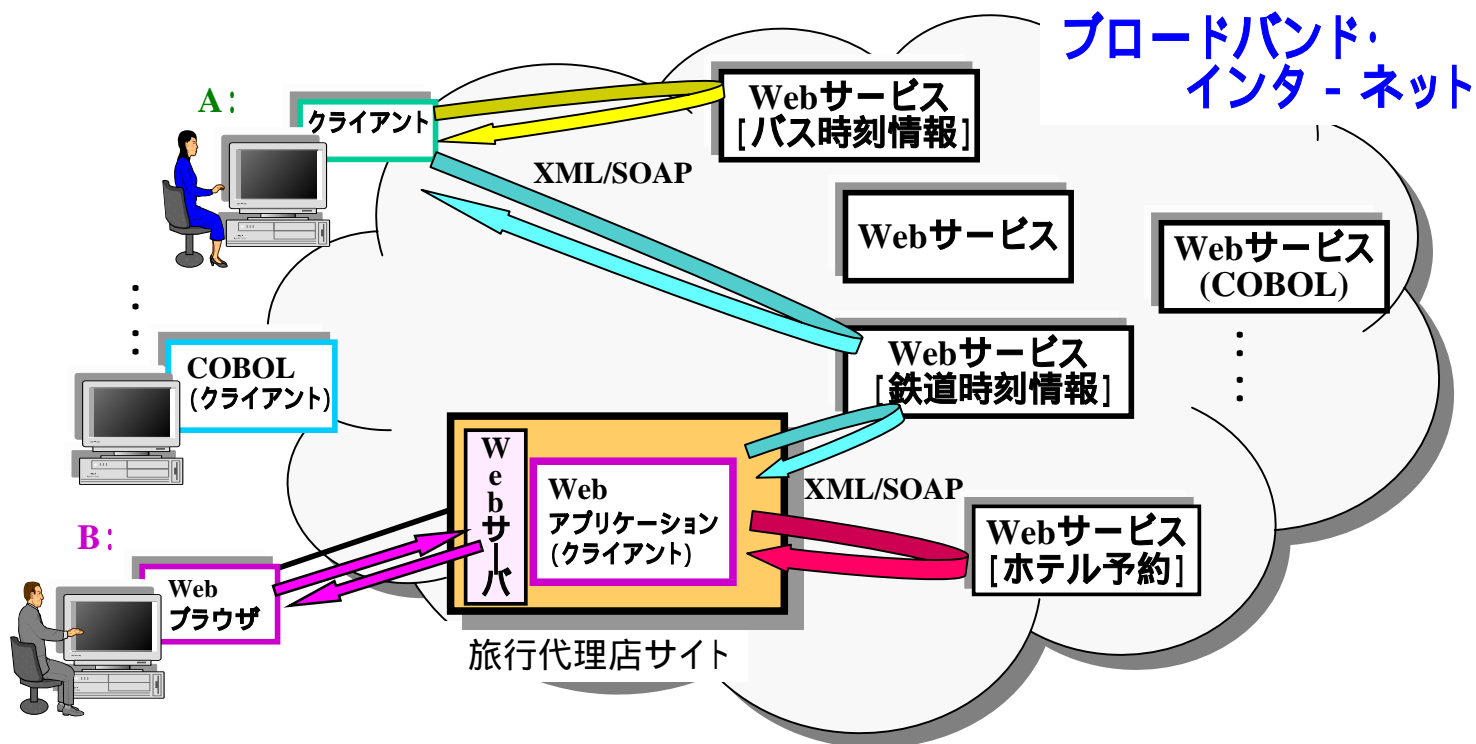 ブロードバンド・
インタ－ネット
A：
クライアント
Webサービス
[バス時刻情報]
XML/SOAP
Webサービス
Webサービス
(COBOL)
COBOL
(クライアント)
Webサービス
[鉄道時刻情報]
Webサーバ
Web
アプリケーション
(クライアント)
XML/SOAP
B：
Web
ブラウザ
Webサービス
[ホテル予約]
旅行代理店サイト